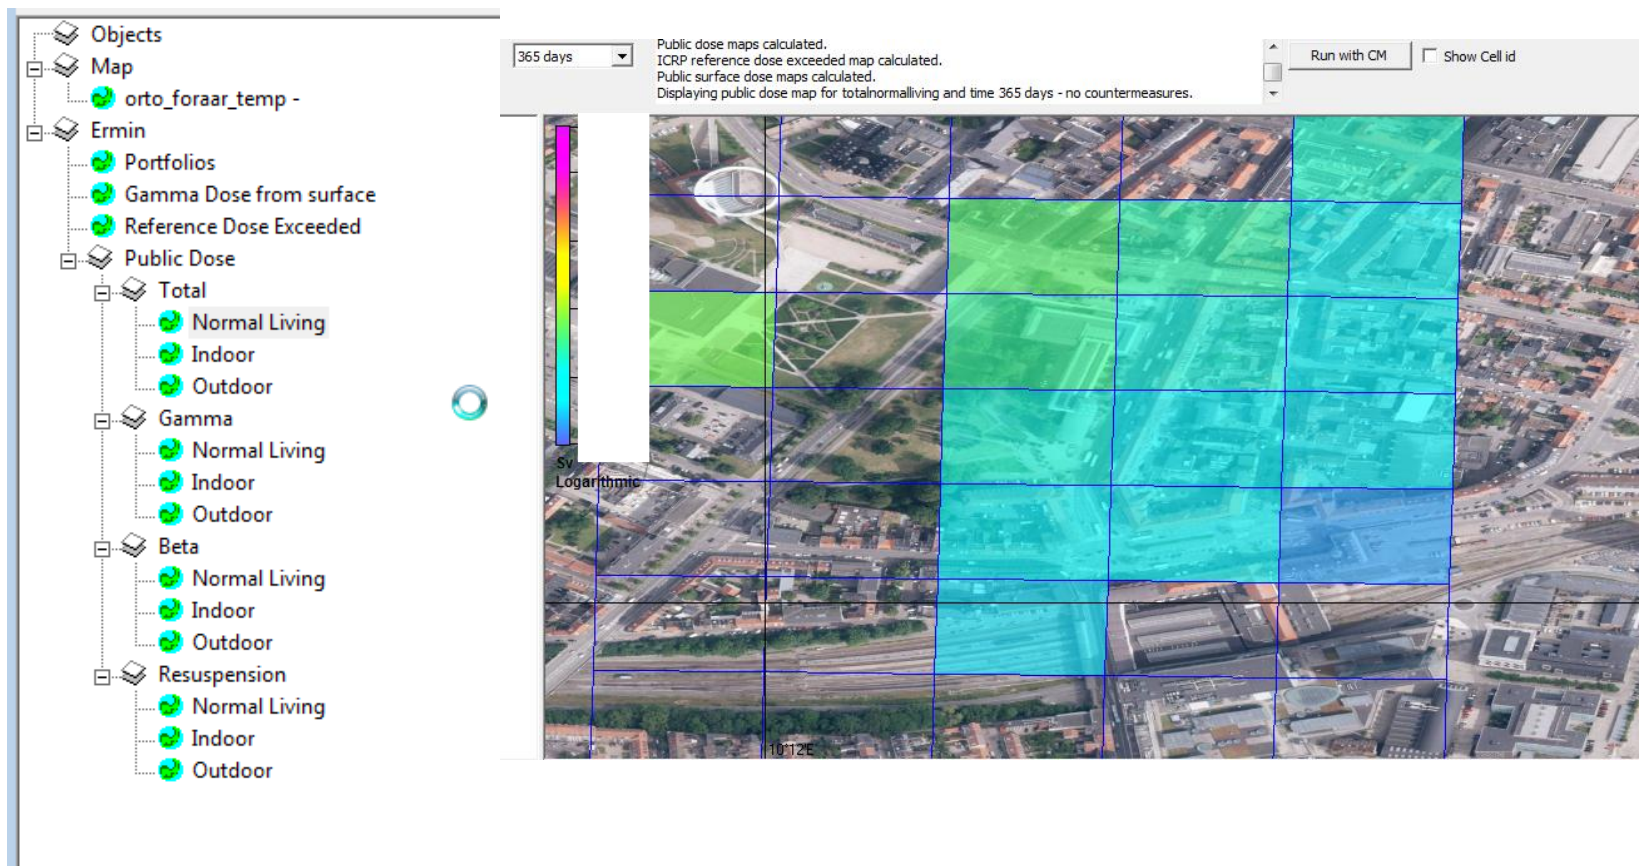 Objects
Map
orto_foraar_temp -
Ermin
Portfolios
Gamma Dose from surface
Reference Dose Exceeded
Public Dose
Total
Normal Living
Indoor
Outdoor
Gamma
Normal Living
Indoor
Outdoor
Beta
Normal Living
Indoor
Outdoor
Resuspension
Normal Living
Indoor
Outdoor
365 days
Public dose maps calculated.
ICRP reference dose exceeded map calculated.
Public surface dose maps calculated.
Displaying public dose map for totalnormalliving and time 365 days - no countermeasures.
Run with CM
Show Cell id
Sv
Logarithmic
10°12'E